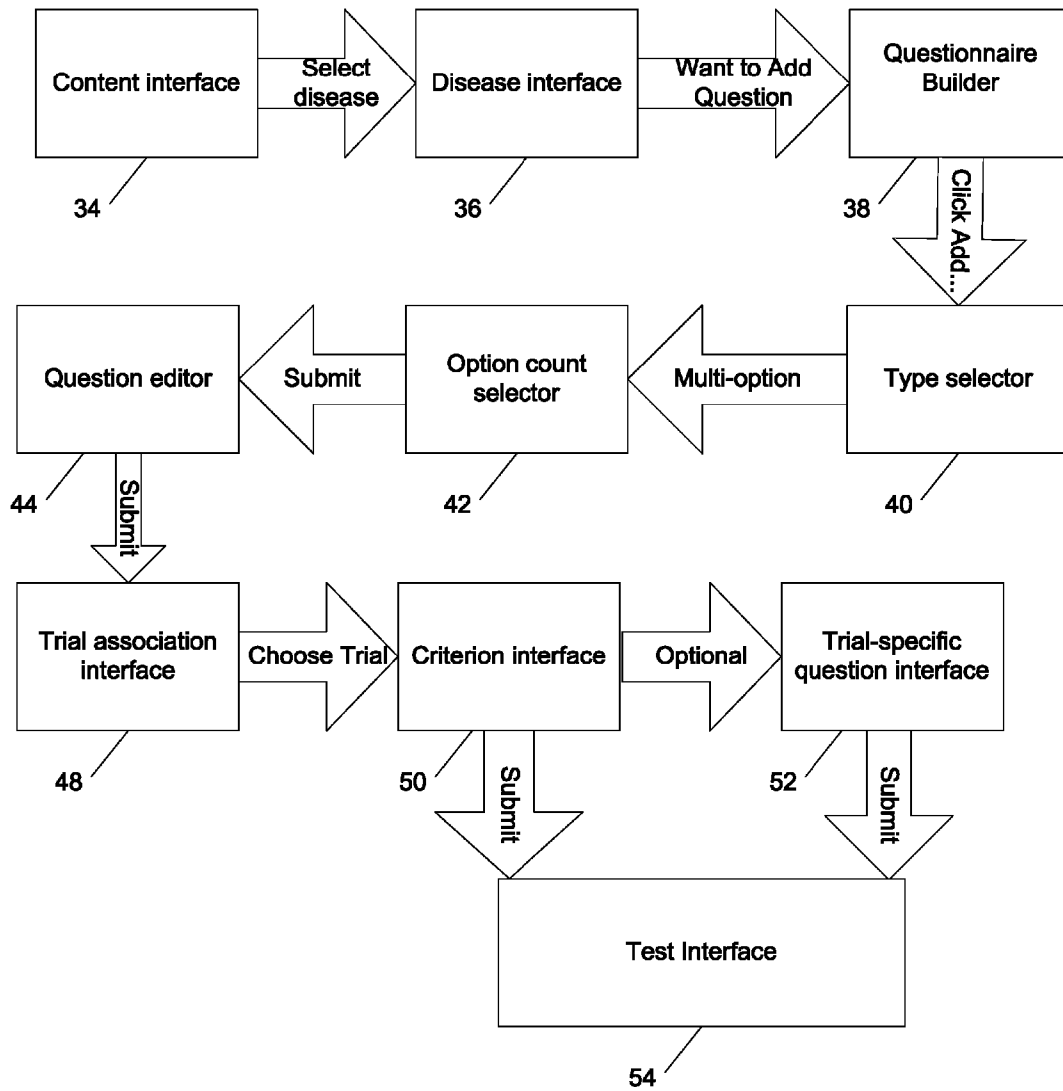 Content interface
Select
disease
Disease interface
Want to Add
Question
Questionnaire
Builder
34
36
38
Click Add...
Question editor
Submit
Option count
selector
Multi-option
Type selector
44
42
40
Submit
Trial association
interface
Choose Trial
Criterion interface
Optional
Trial-specific
question interface
48
50
52
Submit
Submit
Test Interface
54